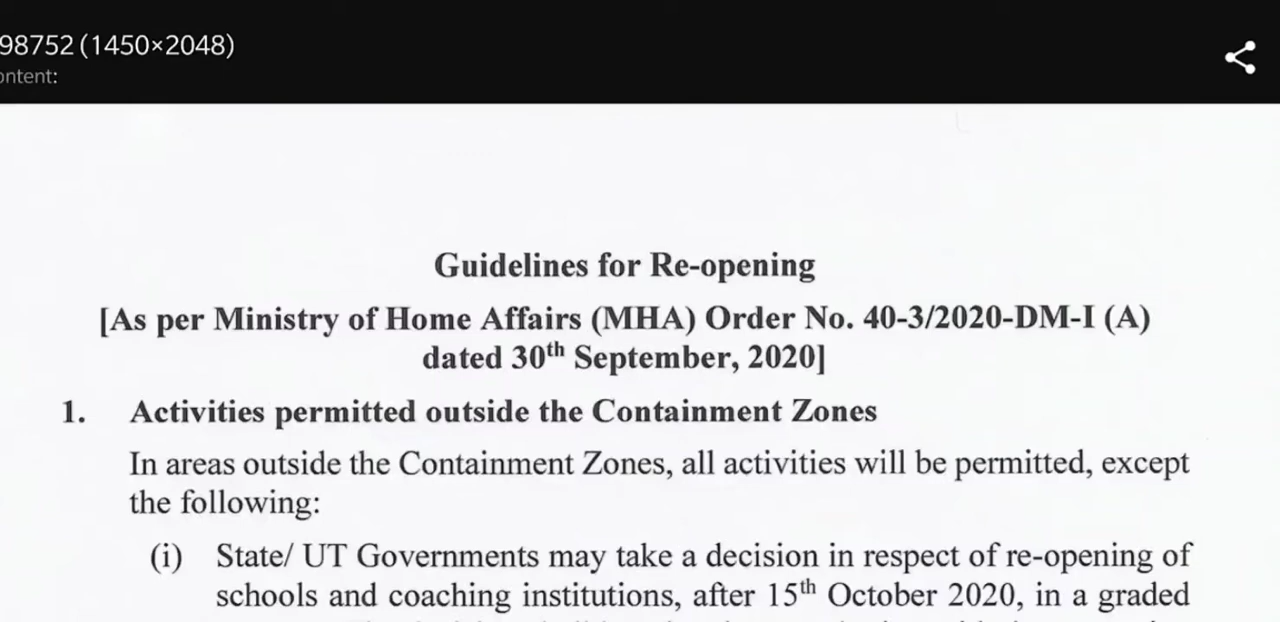 98752 (1450×2048)
ontent:
Guidelines for Re-opening
[As per Ministry of Home Affairs (MHA) Order No. 40-3/2020-DM-I (A)
dated 30th September, 2020]
1. Activities permitted outside the Containment Zones
In areas outside the Containment Zones, all activities will be permitted, except
the following:
(i) State/ UT Governments may take a decision in respect of re-opening of
schools and coaching institutions, after 15th October 2020, in a graded